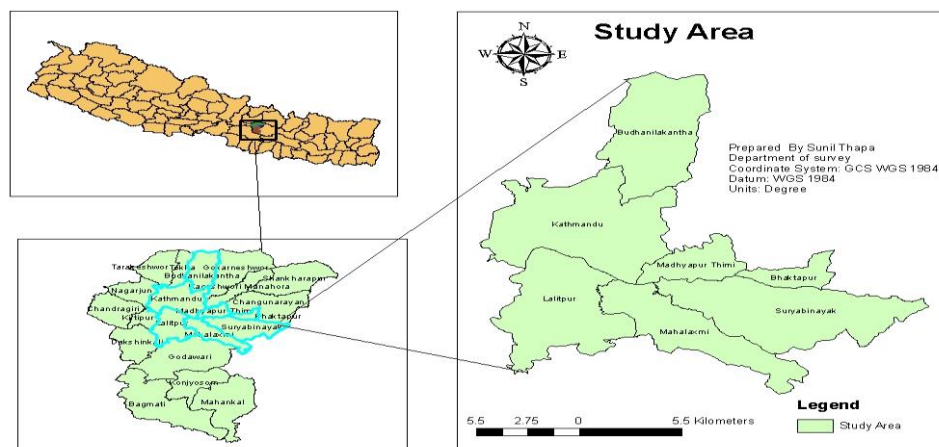 Study Area
N
W
E
S
Budhanilakantha
Prepared By Sunil Thapa
Department of survey
Coordinate System: GCS WGS 1984
Datum: WGS 1984
Units: Degree
Kathmandu
Madhyapur Thimi
Bhaktapur
Lalitpur
Suryabinayak
Mahalaxmi
5.5 2.75 0 5.5 Kilometers
Legend
Study Area
Tarakeshwor
Gokarneshwor
Budhanilakantha
Shankharapur
Nagarjun
Kathmandu
Changunarayan
Chandragiri
Madhyapur Thimi
Bhaktapur
Kirtipur
Lalitpur
Suryabinayak
Mahalaxmi
Godawari
Konjyosom
Bagmati
Mahankal